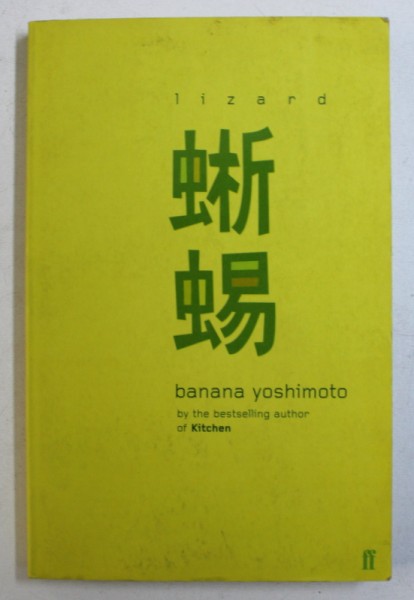 lizard
蜥
蜴
banana yoshimoto
by the bestselling author
of Kitchen
ff